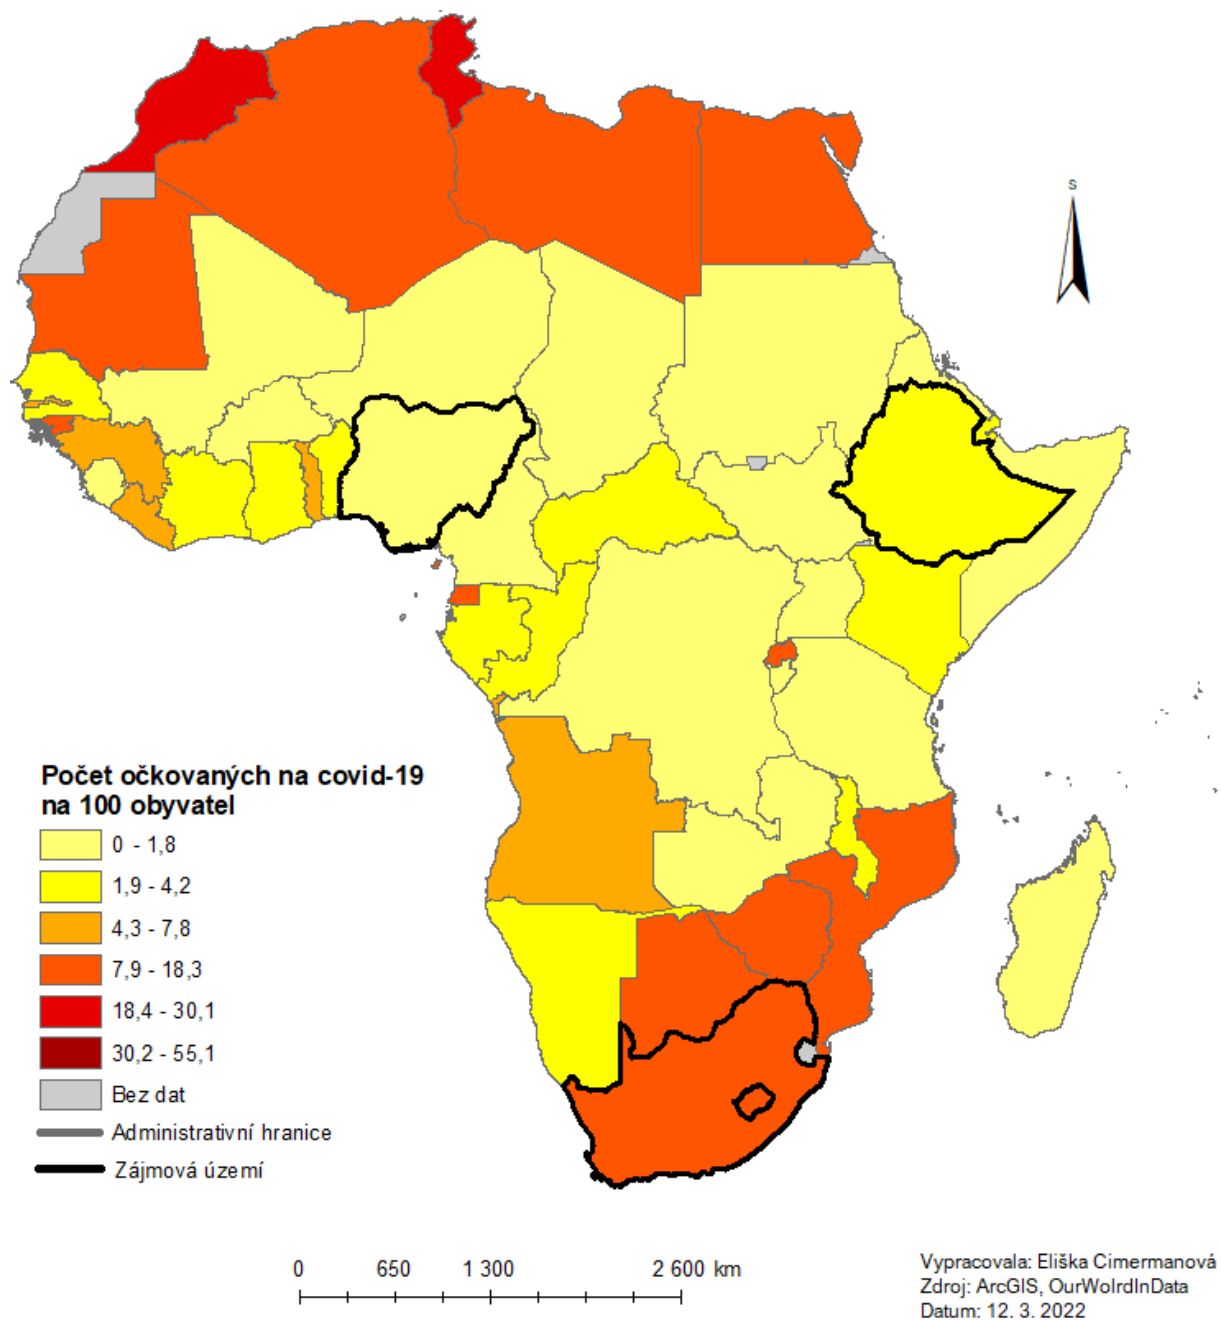 S
Počet očkovaných na covid-19
na 100 obyvatel
0 - 1,8
1,9 - 4,2
4,3 - 7,8
7,9 - 18,3
18,4 - 30,1
30,2 - 55,1
Bez dat
Administrativní hranice
Zájmová území
0 650 1 300 2 600 km
Vypracovala: Eliška Cimermanová
Zdroj: ArcGIS, OurWolrdInData
Datum: 12. 3. 2022